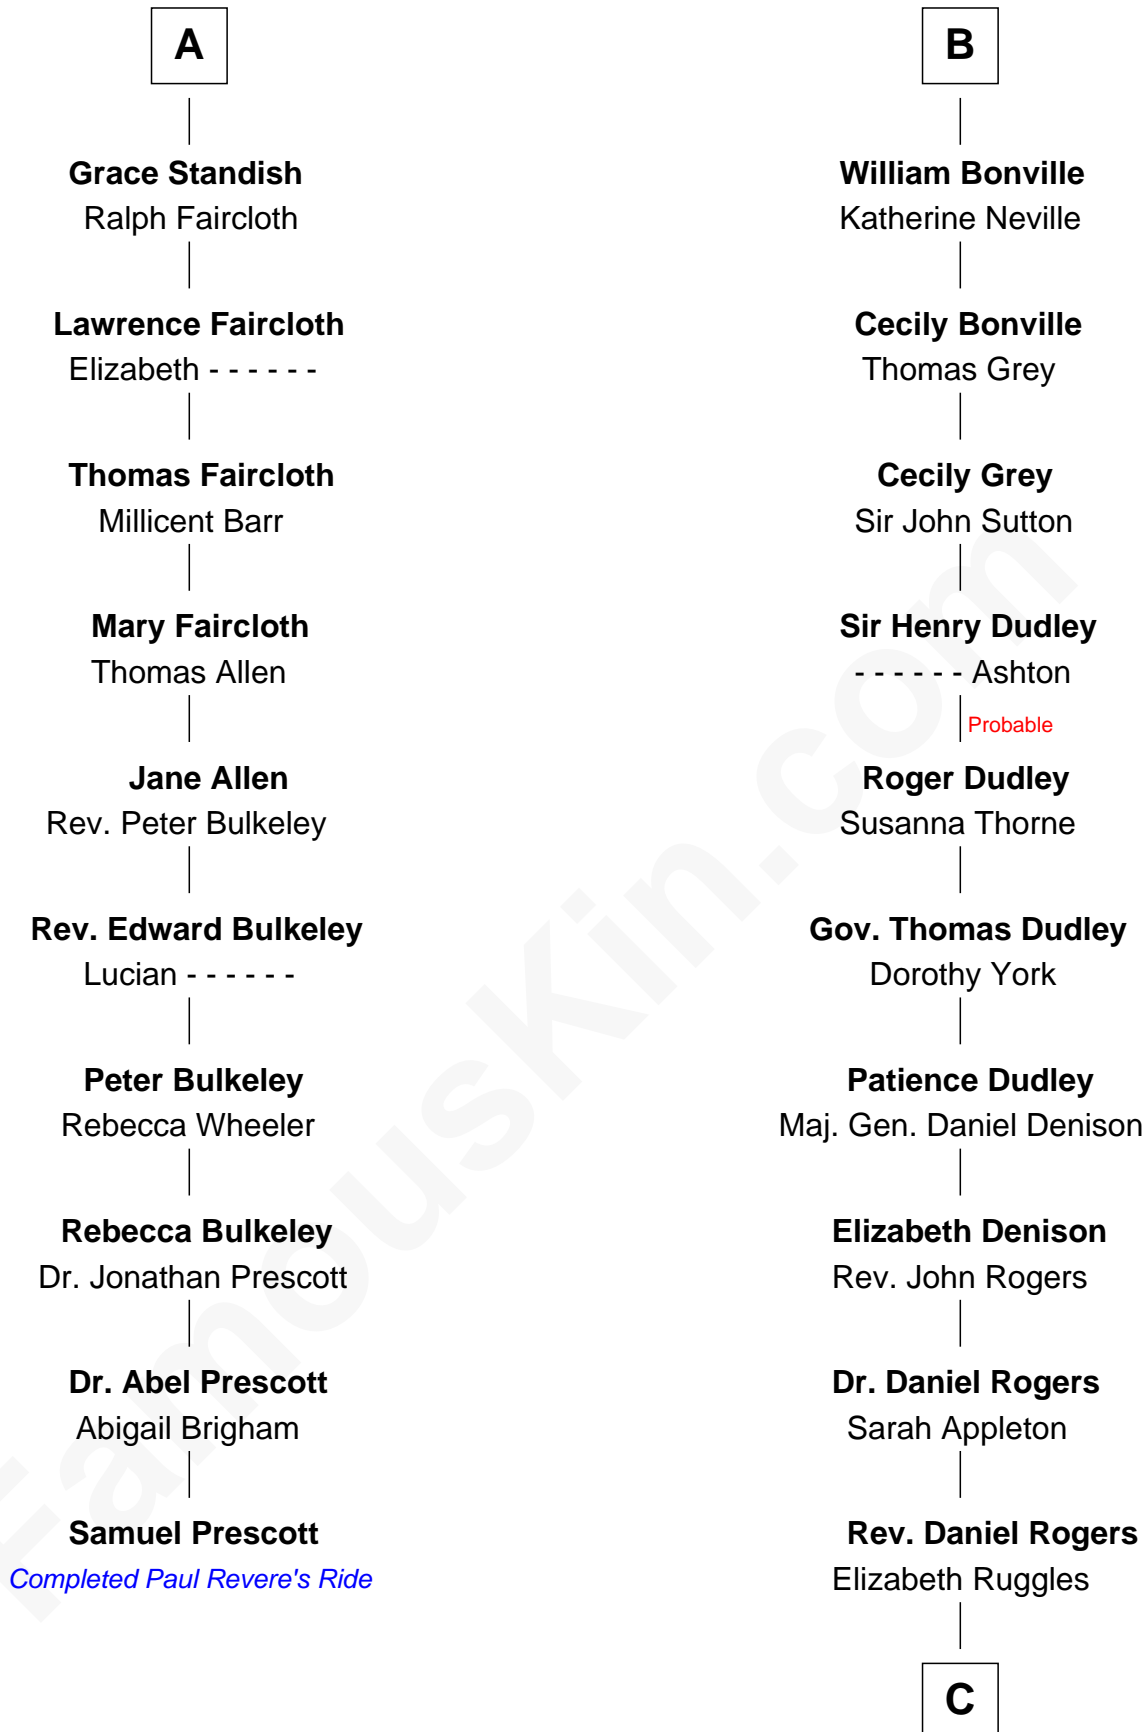 A
Grace Standish
Ralph Faircloth
Lawrence Faircloth
Elizabeth - - - - - -
Thomas Faircloth
Millicent Barr
Mary Faircloth
Thomas Allen
Jane Allen
Rev. Peter Bulkeley
Rev. Edward Bulkeley
Lucian - - - - - -
Peter Bulkeley
Rebecca Wheeler
Rebecca Bulkeley
Dr. Jonathan Prescott
Dr. Abel Prescott
Abigail Brigham
Samuel Prescott
Completed Paul Revere's Ride
B
William Bonville
Katherine Neville
Cecily Bonville
Thomas Grey
Cecily Grey
Sir John Sutton
Sir Henry Dudley
- - - - - - Ashton
Probable
Roger Dudley
Susanna Thorne
Gov. Thomas Dudley
Dorothy York
Patience Dudley
Maj. Gen. Daniel Denison
Elizabeth Denison
Rev. John Rogers
Dr. Daniel Rogers
Sarah Appleton
Rev. Daniel Rogers
Elizabeth Ruggles
C
FamousKin.com